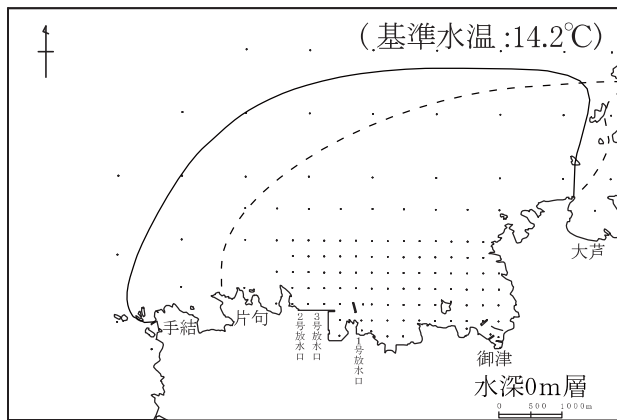 (基準水温:14.2℃)
大芦
手結
片句
2号放水口
3号放水口
1号放水口
御津
水深0m層
0 500 1000m